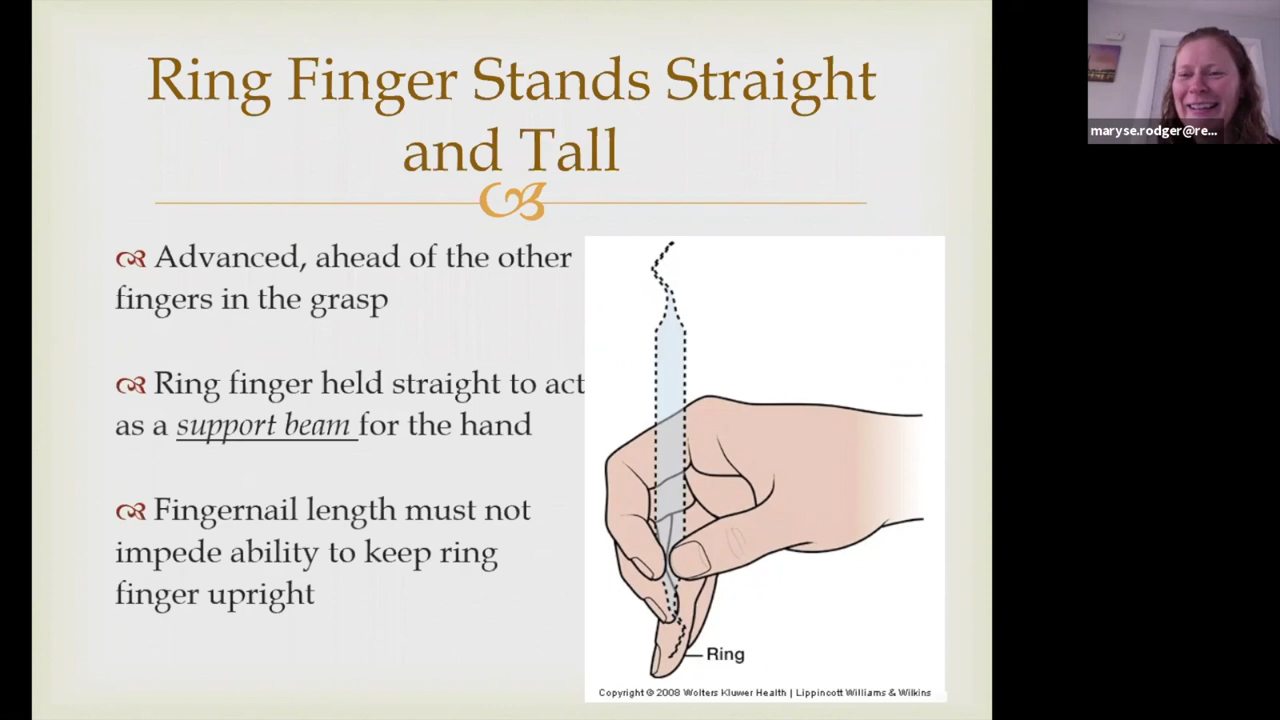 Ring Finger Stands Straight
and Tall
Advanced, ahead of the other
fingers in the grasp
Ring finger held straight to act
as a support beam for the hand
Fingernail length must not
impede ability to keep ring
finger upright
Ring
Copyright © 2008 Wolters Kluwer Health | Lippincott Williams & Wilkins
maryse.rodger@re...